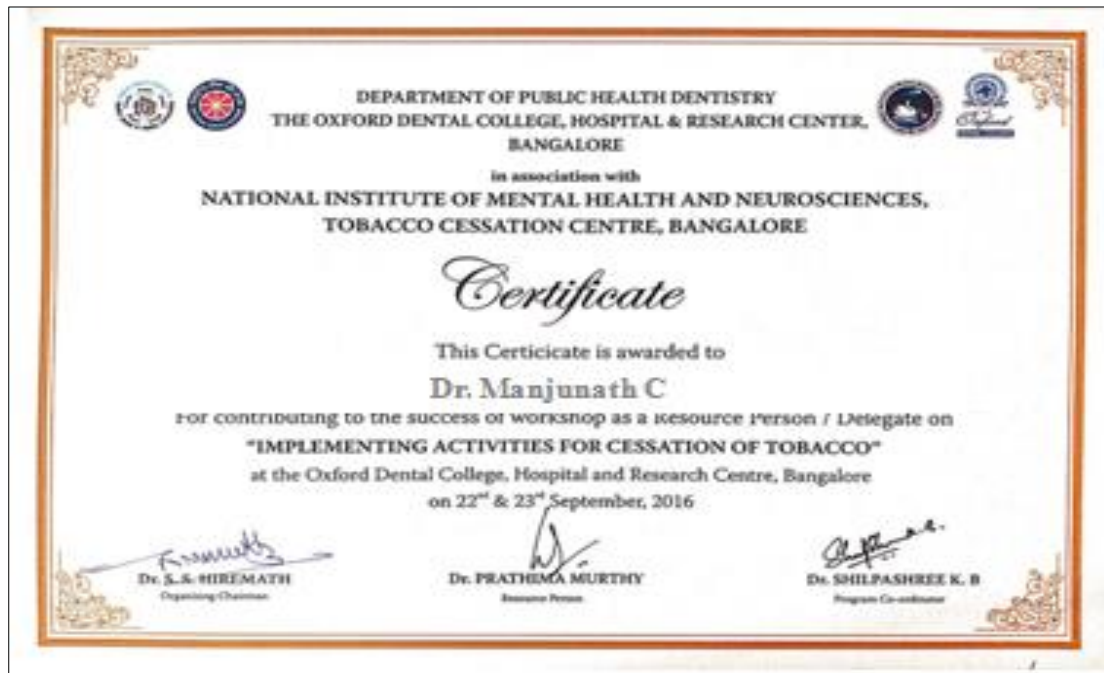 DEPARTMENT OF PUBLIC HEALTH DENTISTRY
THE OXFORD DENTAL COLLEGE, HOSPITAL & RESEARCH CENTER,
BANGALORE
in association with
NATIONAL INSTITUTE OF MENTAL HEALTH AND NEUROSCIENCES,
TOBACCO CESSATION CENTRE, BANGALORE
Certificate
This Certicicate is awarded to
Dr. Manjunath C
For contributing to the success of workshop as a Resource Person / Delegate on
"IMPLEMENTING ACTIVITIES FOR CESSATION OF TOBACCO"
at the Oxford Dental College, Hospital and Research Centre, Bangalore
on 22nd & 23rd September, 2016
Dr. S. S. HIREMATH
Organising Chairman
Dr. PRATHIMA MURTHY
Resource Person
Dr. SHILPASHREE K. B
Program Co-ordinator